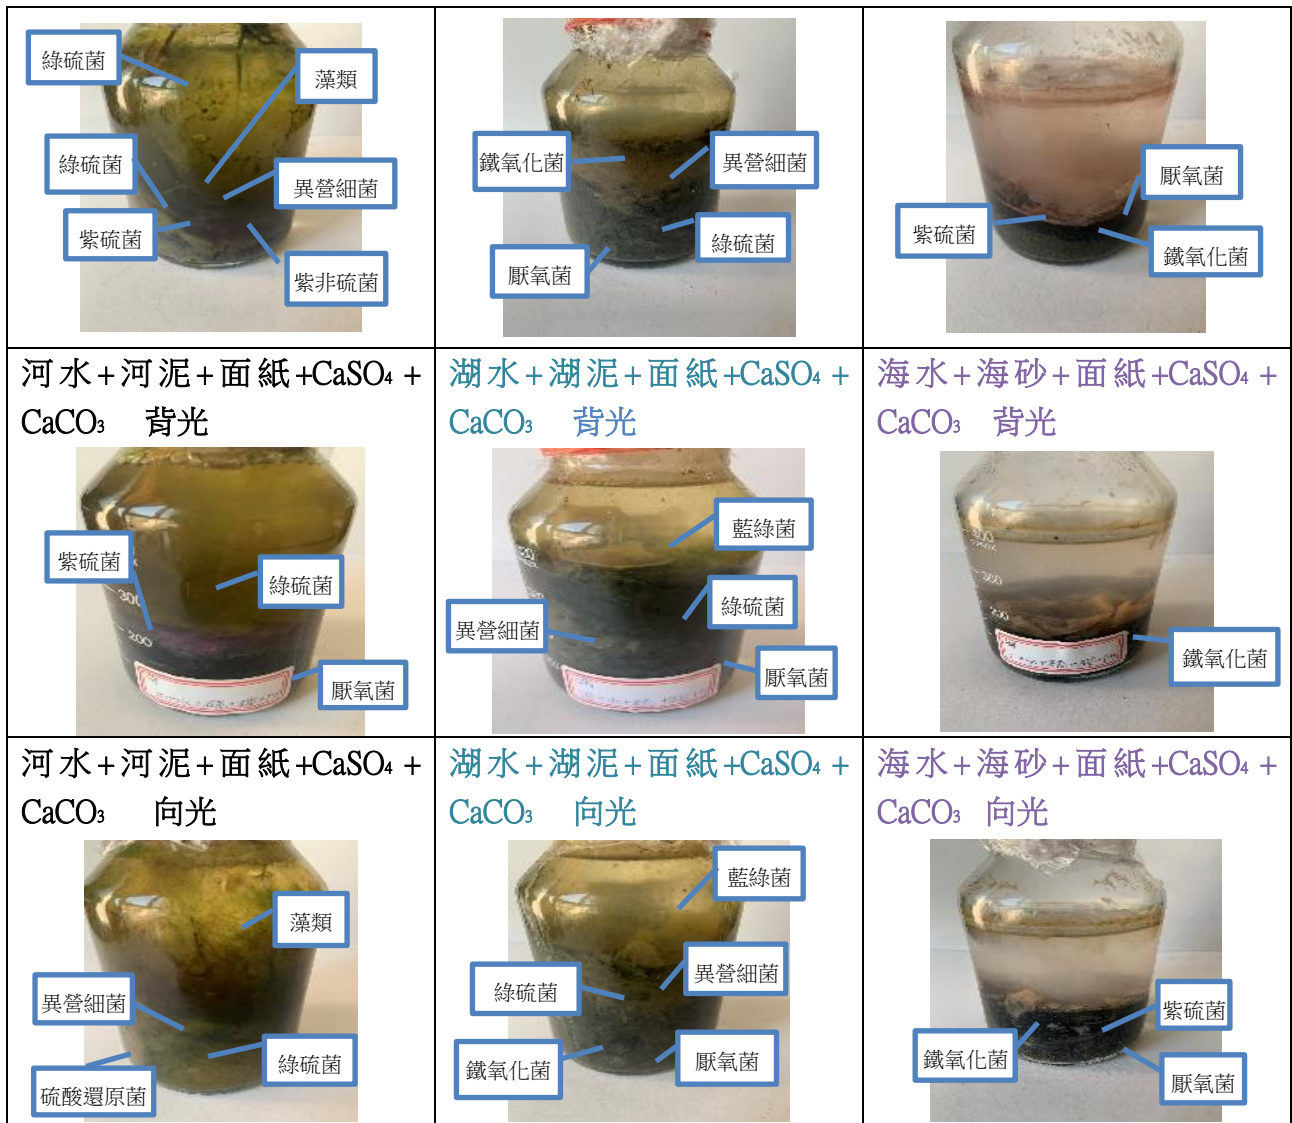 綠硫菌
藻類
綠硫菌
異營細菌
紫硫菌
紫非硫菌
鐵氧化菌
異營細菌
綠硫菌
厭氧菌
厭氧菌
紫硫菌
鐵氧化菌
河水+河泥+面紙+CaSO₄ +
CaCO₃ 背光
湖水+湖泥+面紙+CaSO₄ +
CaCO₃ 背光
海水+海砂+面紙+CaSO₄ +
CaCO₃ 背光
紫硫菌
綠硫菌
300
200
厭氧菌
藍綠菌
綠硫菌
異營細菌
厭氧菌
400
300
200
鐵氧化菌
河水+河泥+面紙+CaSO₄ +
CaCO₃ 向光
湖水+湖泥+面紙+CaSO₄ +
CaCO₃ 向光
海水+海砂+面紙+CaSO₄ +
CaCO₃ 向光
藻類
異營細菌
綠硫菌
硫酸還原菌
藍綠菌
異營細菌
綠硫菌
鐵氧化菌
厭氧菌
紫硫菌
鐵氧化菌
厭氧菌